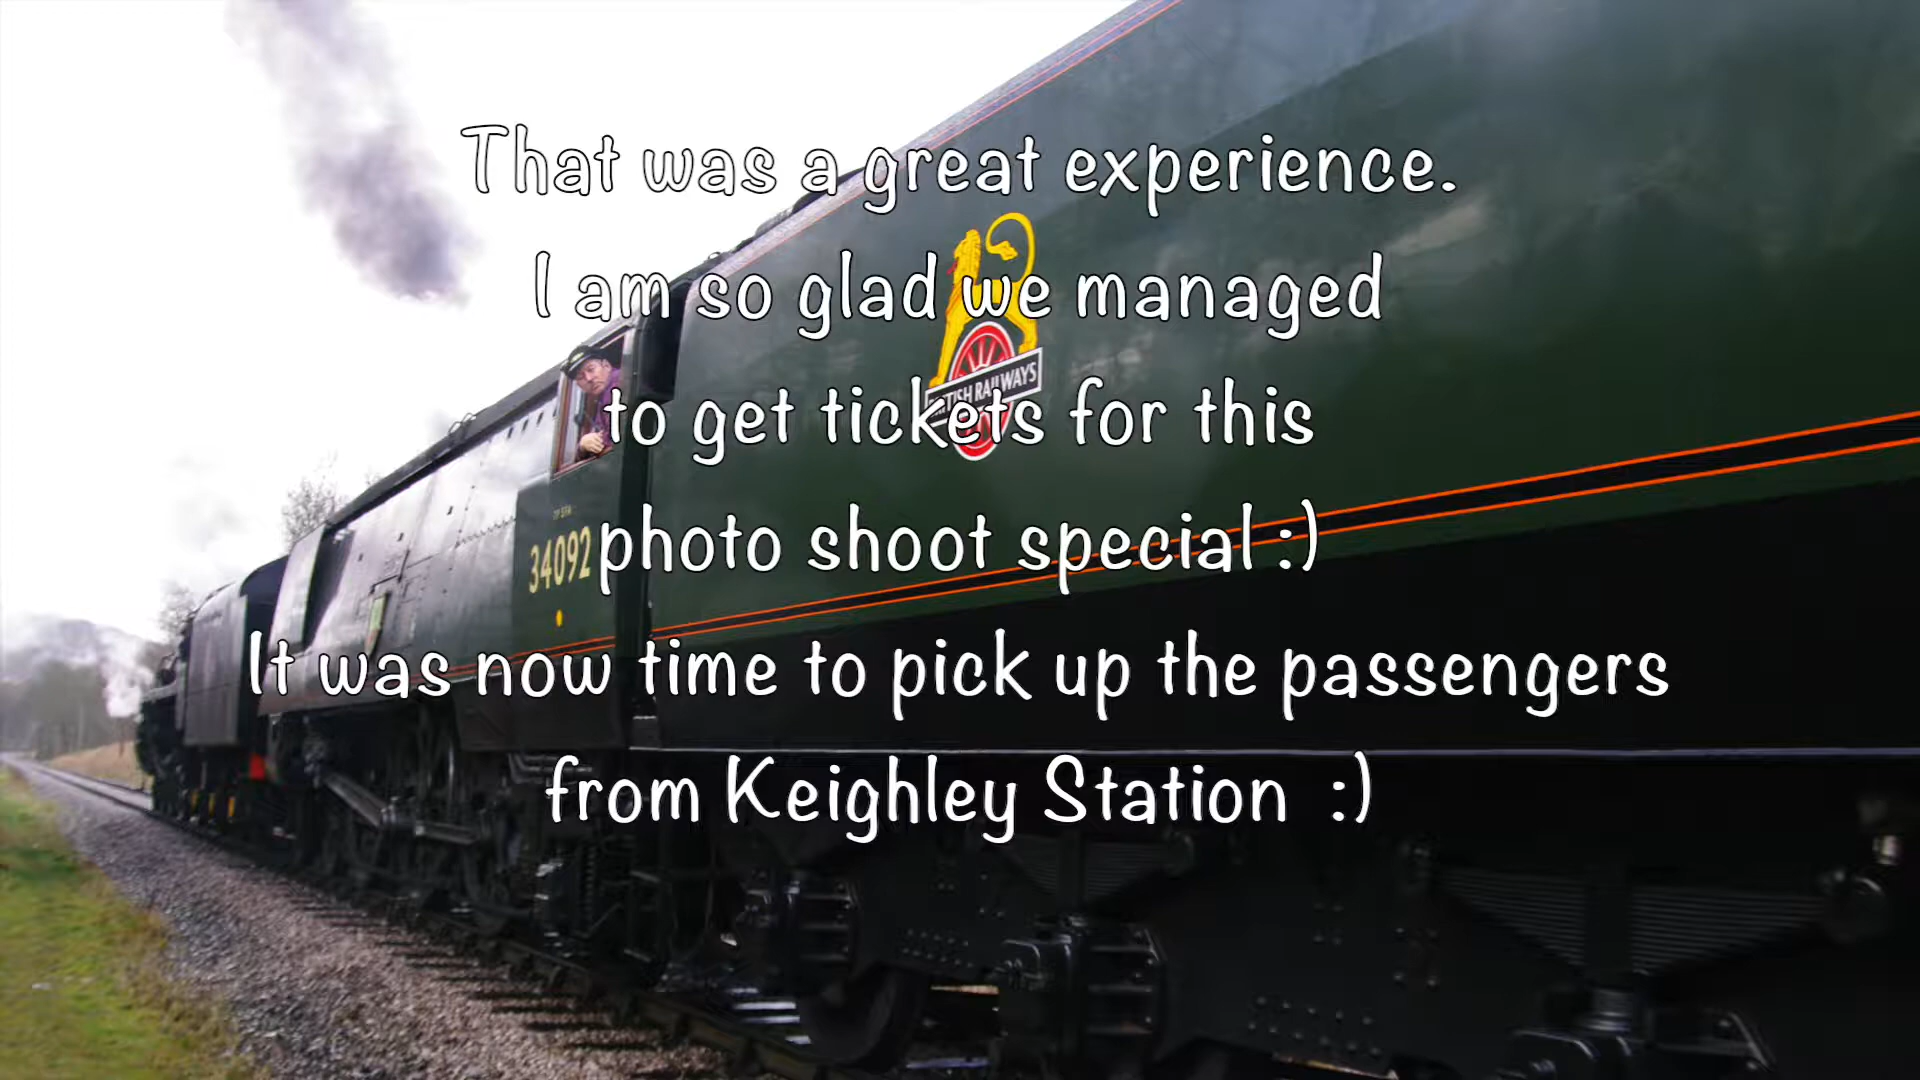 That was a great experience.
I am so glad we managed
to get tickets for this
photo shoot special :)
It was now time to pick up the passengers
from Keighley Station :)
RAILWAYS
34092